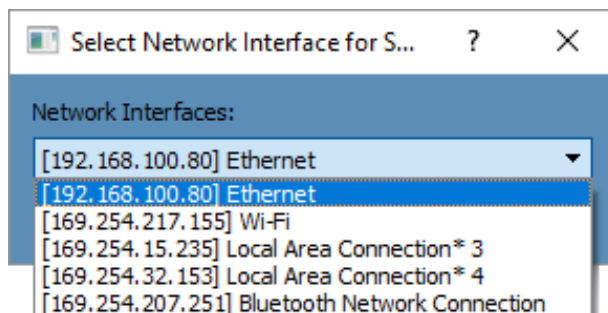 Select Network Interface for S... ?
Network Interfaces:
[192.168.100.80] Ethernet
[192.168.100.80] Ethernet
[169.254.217.155] Wi-Fi
[169.254.15.235] Local Area Connection* 3
[169.254.32.153] Local Area Connection* 4
[169.254.207.251] Bluetooth Network Connection